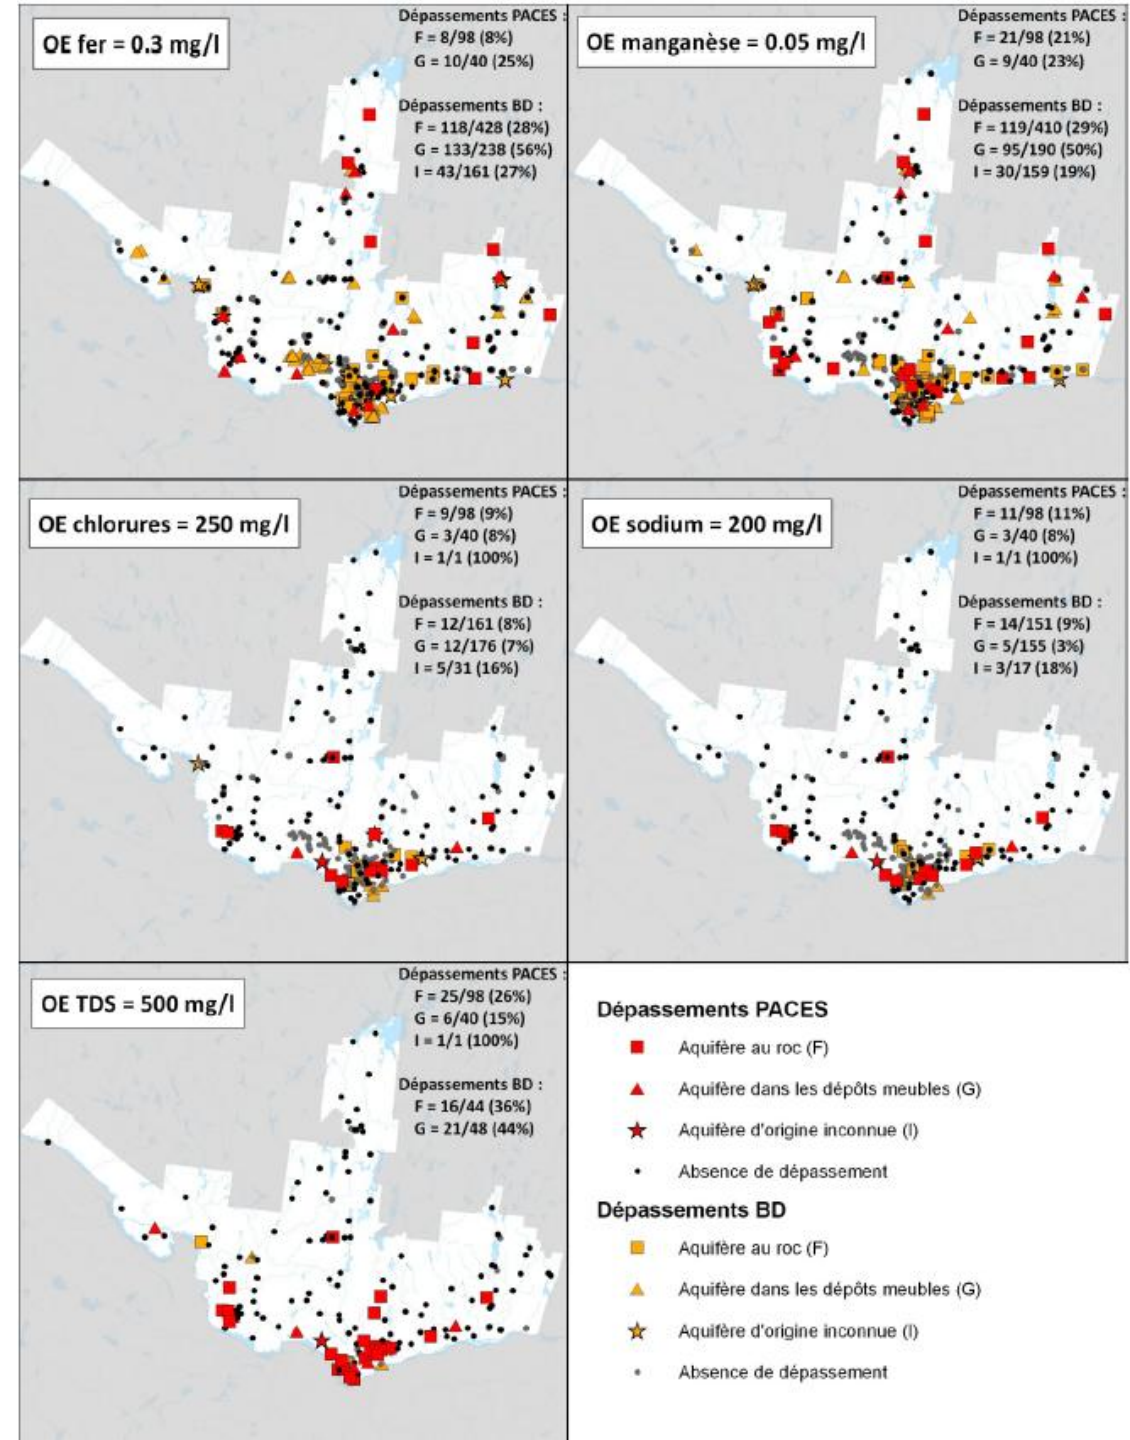 OE fer = 0.3 mg/l
Dépassements PACES :
F = 8/98 (8%)
G = 10/40 (25%)
Dépassements BD :
F = 118/428 (28%)
G = 133/238 (56%)
I = 43/161 (27%)
OE manganèse = 0.05 mg/l
Dépassements PACES :
F = 21/98 (21%)
G = 9/40 (23%)
Dépassements BD :
F = 119/410 (29%)
G = 95/190 (50%)
I = 30/159 (19%)
OE chlorures = 250 mg/l
Dépassements PACES :
F = 9/98 (9%)
G = 3/40 (8%)
I = 1/1 (100%)
Dépassements BD :
F = 12/161 (8%)
G = 12/176 (7%)
I = 5/31 (16%)
OE sodium = 200 mg/l
Dépassements PACES :
F = 11/98 (11%)
G = 3/40 (8%)
I = 1/1 (100%)
Dépassements BD :
F = 14/151 (9%)
G = 5/155 (3%)
I = 3/17 (18%)
OE TDS = 500 mg/l
Dépassements PACES :
F = 25/98 (26%)
G = 6/40 (15%)
I = 1/1 (100%)
Dépassements BD :
F = 16/44 (36%)
G = 21/48 (44%)
Dépassements PACES
Aquifère au roc (F)
Aquifère dans les dépôts meubles (G)
Aquifère d'origine inconnue (I)
Absence de dépassement
Dépassements BD
Aquifère au roc (F)
Aquifère dans les dépôts meubles (G)
Aquifère d'origine inconnue (I)
Absence de dépassement